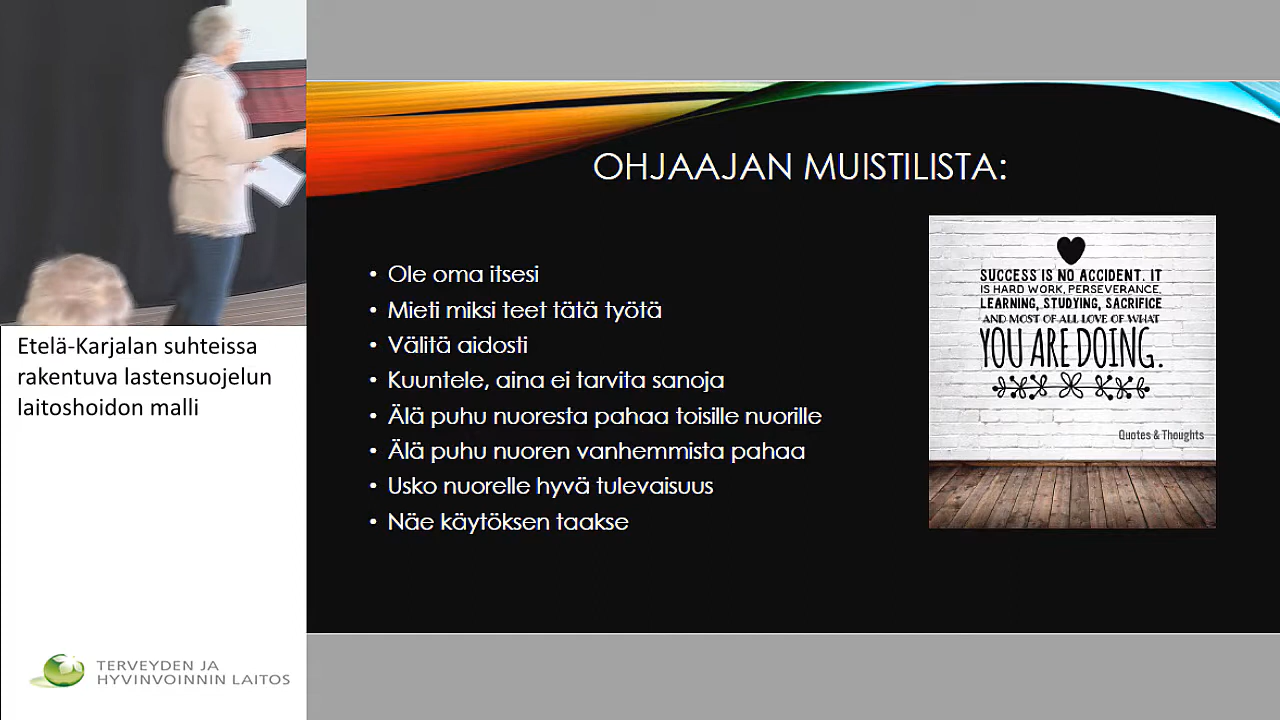 Etelä-Karjalan suhteissa
rakentuva lastensuojelun
laitoshoidon malli
TERVEYDEN JA
HYVINVOINNIN LAITOS
OHJAAJAN MUISTILISTA:
• Ole oma itsesi
• Mieti miksi teet tätä työtä
• Välitä aidosti
• Kuuntele, aina ei tarvita sanoja
Älä puhu nuoresta pahaa toisille nuorille
• Älä puhu nuoren vanhemmista pahaa
• Usko nuorelle hyvä tulevaisuus
• Näe käytöksen taakse
SUCCESS IS NO ACCIDENT. IT
IS HARD WORK, PERSEVERANCE,
LEARNING, STUDYING, SACRIFICE
AND MOST OF ALL LOVE OF WHAT
YOU ARE DOING.
Quotes & Thoughts